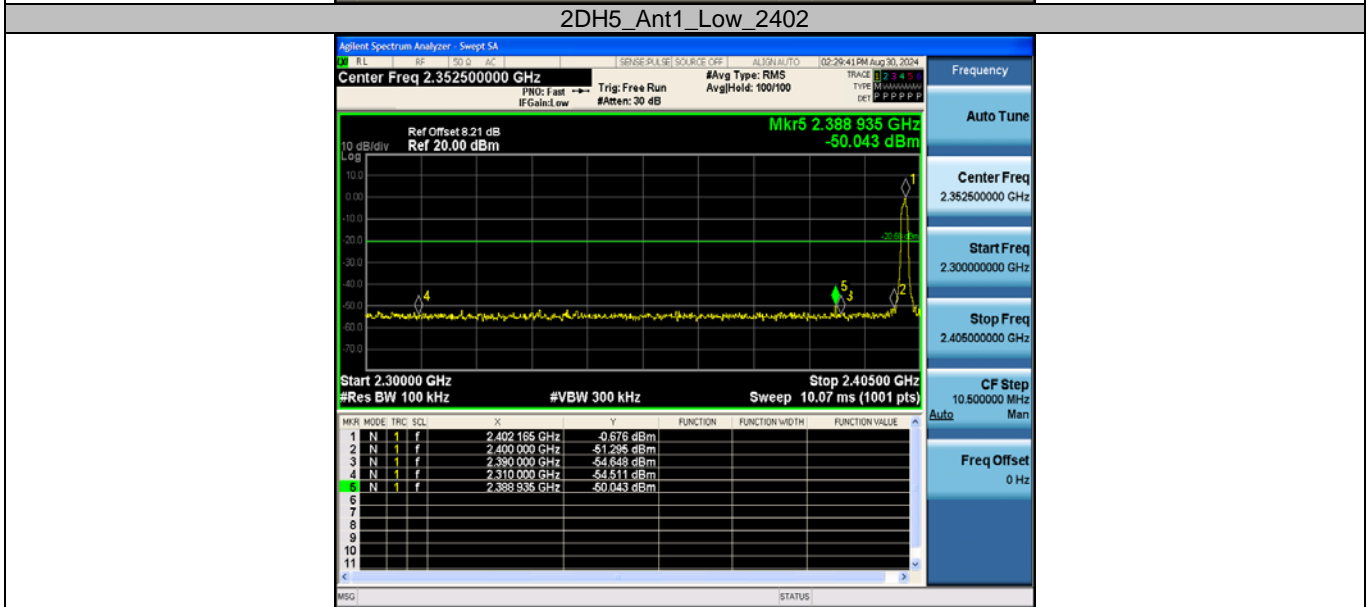 2DH5_Ant1_Low_2402
Agilent Spectrum Analyzer - Swept SA
RL RF 50 Ω AC SENSE:PULSE SOURCE OFF ALIGN AUTO 02:29:41 PM Aug 30, 2024
Center Freq 2.352500000 GHz
#Avg Type: RMS
TRACE 1 2 3 4 5 6
PNO: Fast
Trig: Free Run
Avg|Hold: 100/100
TYPE M
IFGain:Low
#Atten: 30 dB
DET P P P P P P
Frequency
Auto Tune
Mkr5 2.388 935 GHz
-50.043 dBm
Ref Offset 8.21 dB
10 dB/div Ref 20.00 dBm
Log
10.0
0.00
-10.0
-20.0
-30.0
-40.0
-50.0
-60.0
-70.0
1
2
3
4
5
Center Freq
2.352500000 GHz
Start Freq
2.300000000 GHz
Stop Freq
2.405000000 GHz
Start 2.30000 GHz Stop 2.40500 GHz
#Res BW 100 kHz #VBW 300 kHz Sweep 10.07 ms (1001 pts)
CF Step
10.500000 MHz
Auto Man
Freq Offset
0 Hz
MKR MODE TRC SCL X Y FUNCTION FUNCTION WIDTH FUNCTION VALUE
1 N 1 f 2.402 165 GHz -0.676 dBm
2 N 1 f 2.400 000 GHz -51.295 dBm
3 N 1 f 2.390 000 GHz -54.648 dBm
4 N 1 f 2.310 000 GHz -54.511 dBm
5 N 1 f 2.388 935 GHz -50.043 dBm
6
7
8
9
10
11
MSG STATUS